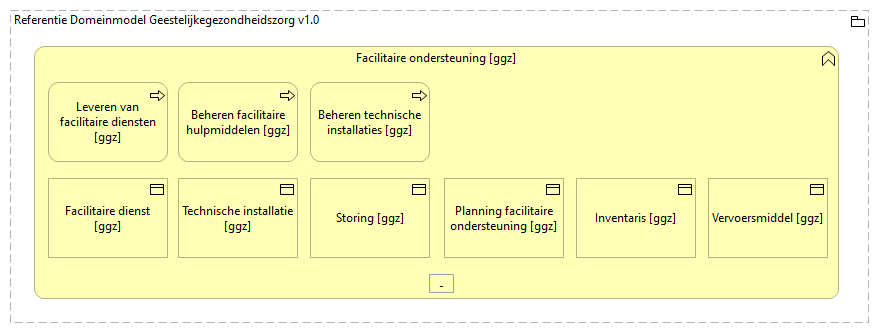 Referentie Domeinmodel Geestelijkegezondheidszorg v1.0
Facilitaire ondersteuning [ggz]
Leveren van
facilitaire diensten
[ggz]
Beheren facilitaire
hulpmiddelen [ggz]
Beheren technische
installaties [ggz]
Facilitaire dienst
[ggz]
Technische installatie
[ggz]
Storing [ggz]
Planning facilitaire
ondersteuning [ggz]
Inventaris [ggz]
Vervoersmiddel [ggz]
-